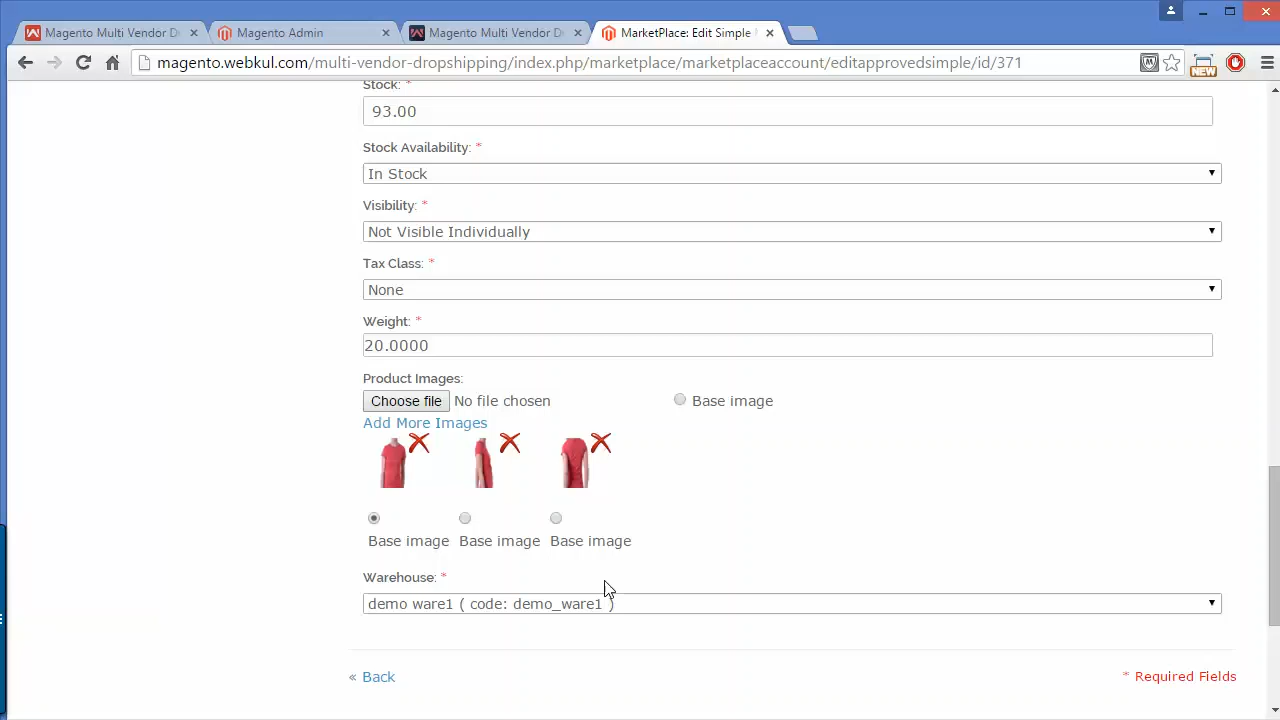 Magento Multi Vendor D
Magento Admin
Magento Multi Vendor D
MarketPlace: Edit Simple
magento.webkul.com/multi-vendor-dropshipping/index.php/marketplace/marketplaceaccount/editapprovedsimple/id/371
NEW
Stock: *
93.00
Stock Availability: *
In Stock
Visibility: *
Not Visible Individually
Tax Class: *
None
Weight: *
20.0000
Product Images:
Choose file No file chosen Base image
Add More Images
Base image Base image Base image
Warehouse: *
demo ware1 ( code: demo_ware1 )
« Back
* Required Fields